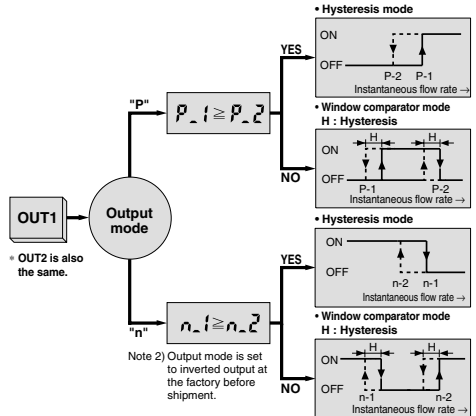 • Hysteresis mode
ON
OFF
P-2 P-1
Instantaneous flow rate →
YES
"P"
P_1 ≧ P_2
• Window comparator mode
H : Hysteresis
H H
ON
OFF
P-1 P-2
Instantaneous flow rate →
NO
OUT1
Output
mode
* OUT2 is also
the same.
• Hysteresis mode
ON
OFF
n-2 n-1
Instantaneous flow rate →
YES
"n"
n_1 ≧ n_2
Note 2) Output mode is set
to inverted output at
the factory before
shipment.
• Window comparator mode
H : Hysteresis
H H
ON
OFF
n-1 n-2
Instantaneous flow rate →
NO